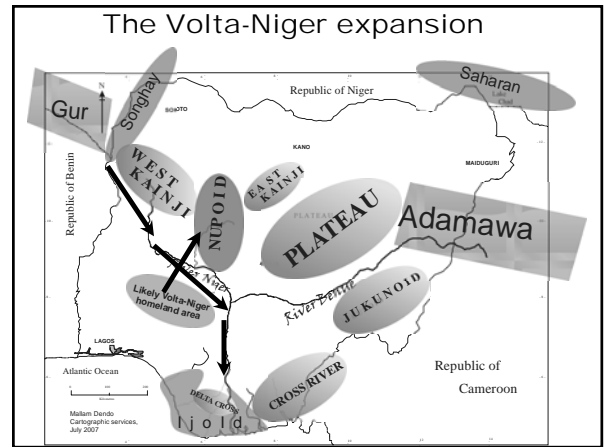 The Volta-Niger expansion
Republic of Niger
Saharan
Lake
Chad
Gur
N
Songhay
KANO
MAIDUGURI
WEST
KAINJI
EAST
KAINJI
Republic of Benin
NUPOID
PLATEAU
PLATEAU
Adamawa
River Niger
River Benue
Likely Volta-Niger
homeland area
JUKUNOID
LAGOS
Atlantic Ocean
Republic of
Cameroon
DELTA CROSS
CROSS RIVER
Ijoid
Mallam Dendo
Cartographic services,
July 2007